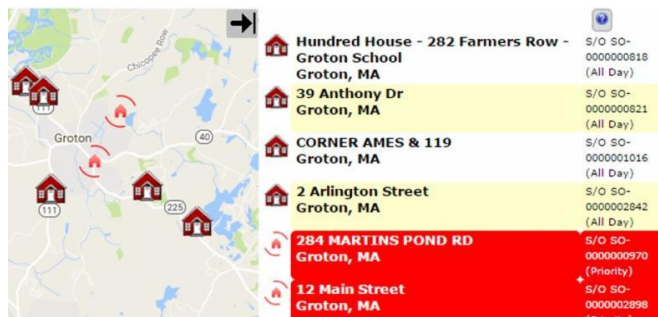 Chicopee Row
111
Groton
40
111
225
Hundred House - 282 Farmers Row -
Groton School
Groton, MA
S/O SO-
0000000818
(All Day)
39 Anthony Dr
Groton, MA
S/O SO-
0000000821
(All Day)
CORNER AMES & 119
Groton, MA
S/O SO-
0000001016
(All Day)
2 Arlington Street
Groton, MA
S/O SO-
0000002842
(All Day)
284 MARTINS POND RD
Groton, MA
S/O SO-
0000000970
(Priority)
12 Main Street
Groton, MA
S/O SO-
0000002898